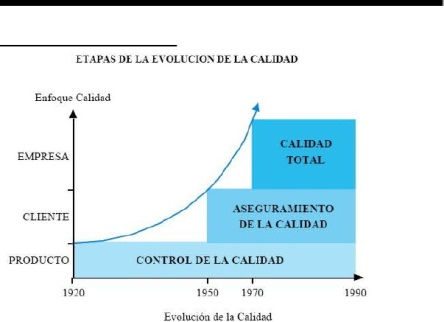 ETAPAS DE LA EVOLUCION DE LA CALIDAD
Enfoque Calidad
EMPRESA
CALIDAD
TOTAL
CLIENTE
ASEGURAMIENTO
DE LA CALIDAD
PRODUCTO
CONTROL DE LA CALIDAD
1920 1950 1970 1990
Evolución de la Calidad